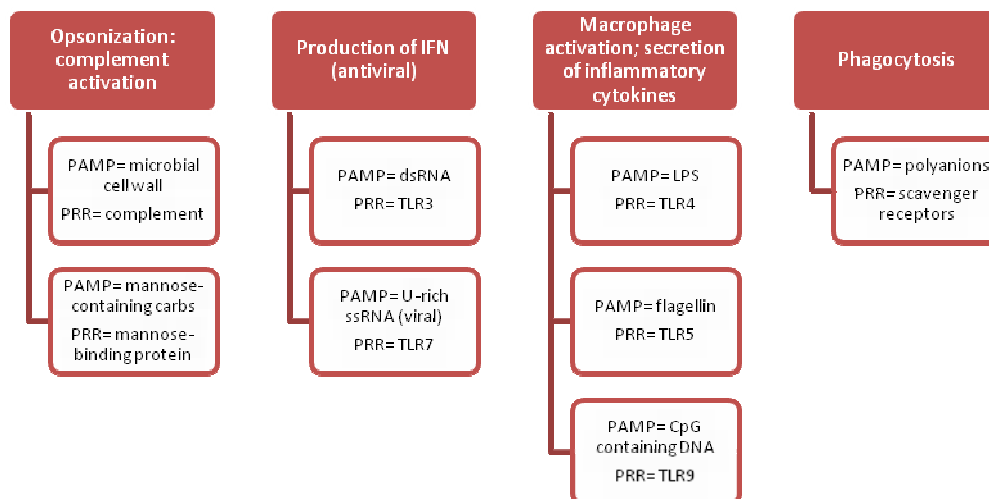 Opsonization:
complement
activation
PAMP= microbial
cell wall
PRR= complement
PAMP= mannose-
containing carbs
PRR= mannose-
binding protein
Production of IFN
(antiviral)
PAMP= dsRNA
PRR= TLR3
PAMP= U-rich
ssRNA (viral)
PRR= TLR7
Macrophage
activation; secretion
of inflammatory
cytokines
PAMP= LPS
PRR= TLR4
PAMP= flagellin
PRR= TLR5
PAMP= CpG
containing DNA
PRR= TLR9
Phagocytosis
PAMP= polyanions
PRR= scavenger
receptors